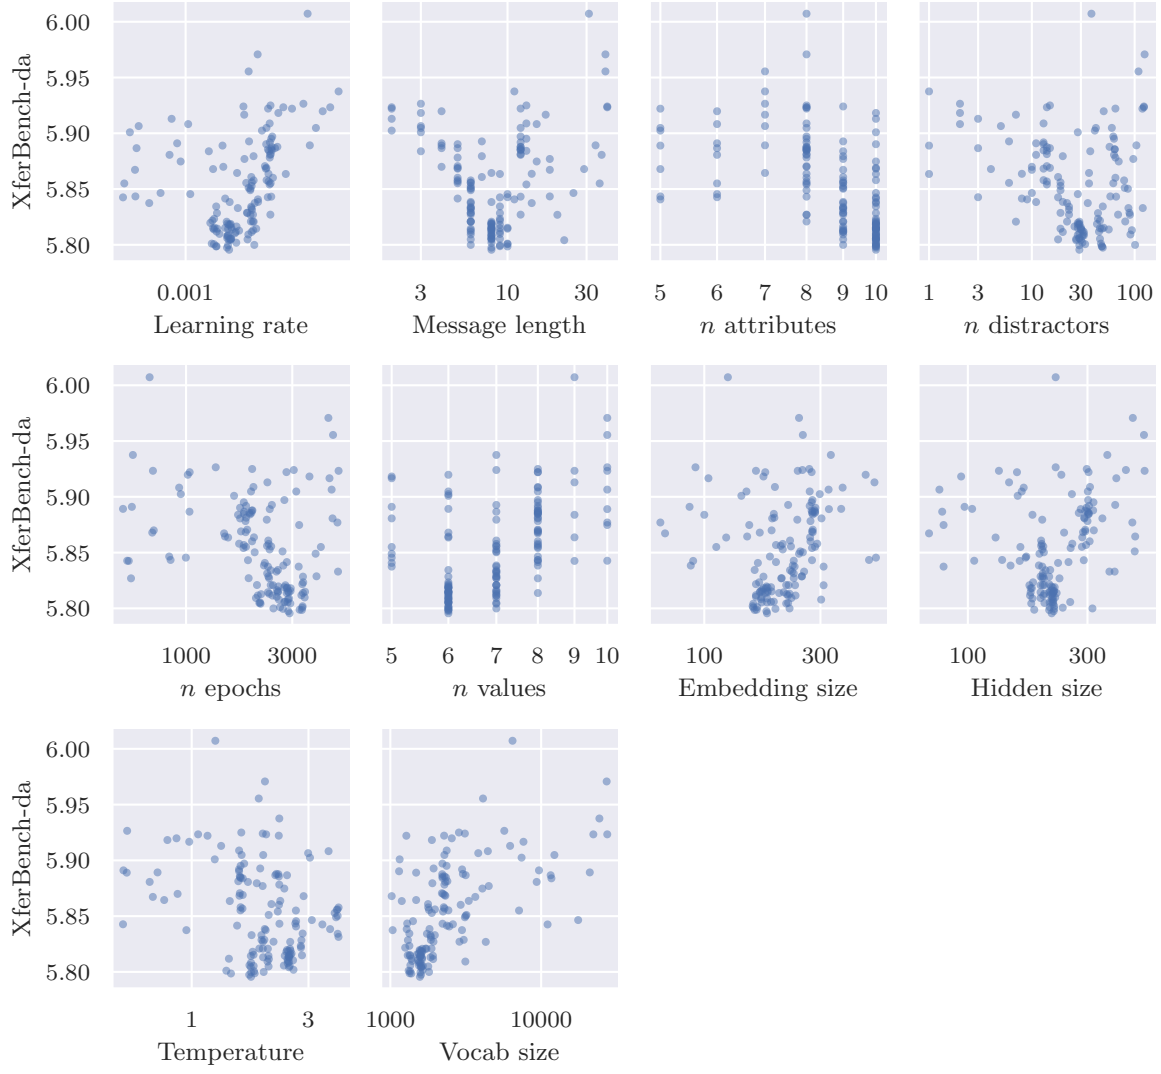 XferBench-da
6.00
5.95
5.90
5.85
5.80
0.001
3 10 30
5 6 7 8 9 10
1 3 10 30 100
Learning rate
Message length
n attributes
n distractors
XferBench-da
6.00
5.95
5.90
5.85
5.80
1000 3000
5 6 7 8 9 10
100 300
100 300
n epochs
n values
Embedding size
Hidden size
XferBench-da
6.00
5.95
5.90
5.85
5.80
1 3
1000 10000
Temperature
Vocab size